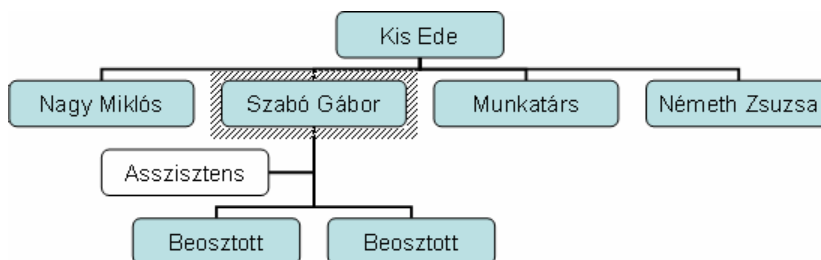 Kis Ede
Nagy Miklós
Szabó Gábor
Munkatárs
Németh Zsuzsa
Asszisztens
Beosztott
Beosztott